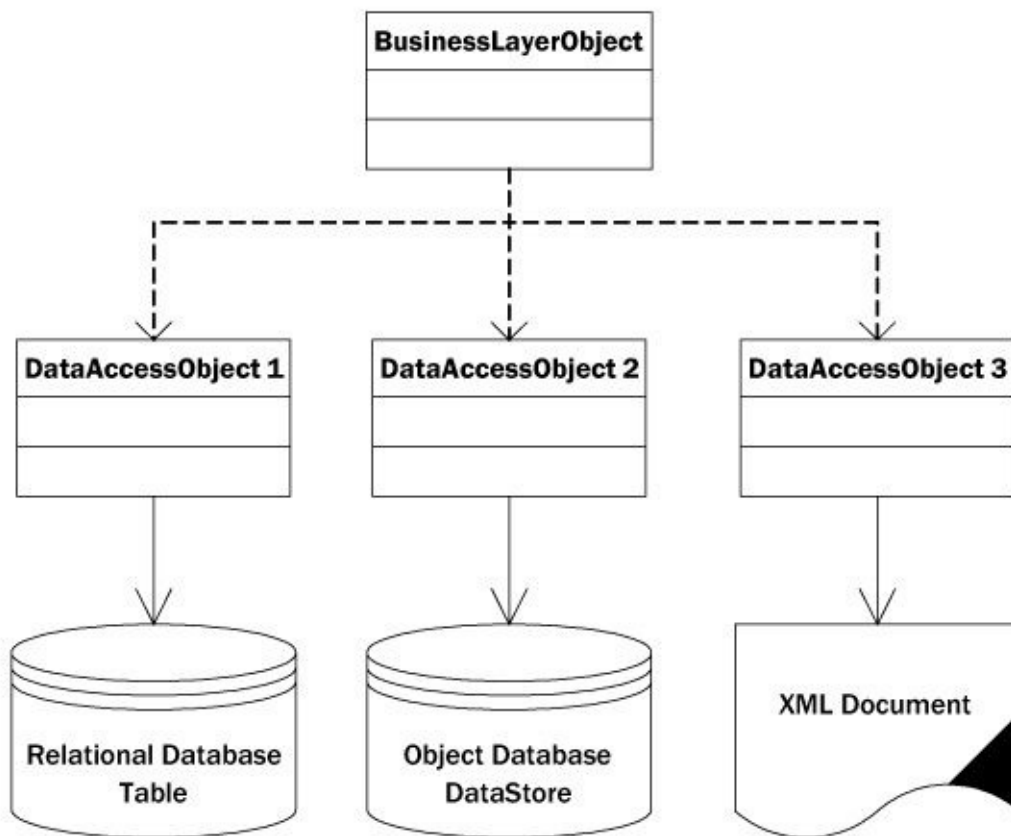 BusinessLayerObject
DataAccessObject 1
DataAccessObject 2
DataAccessObject 3
Relational Database
Table
Object Database
DataStore
XML Document